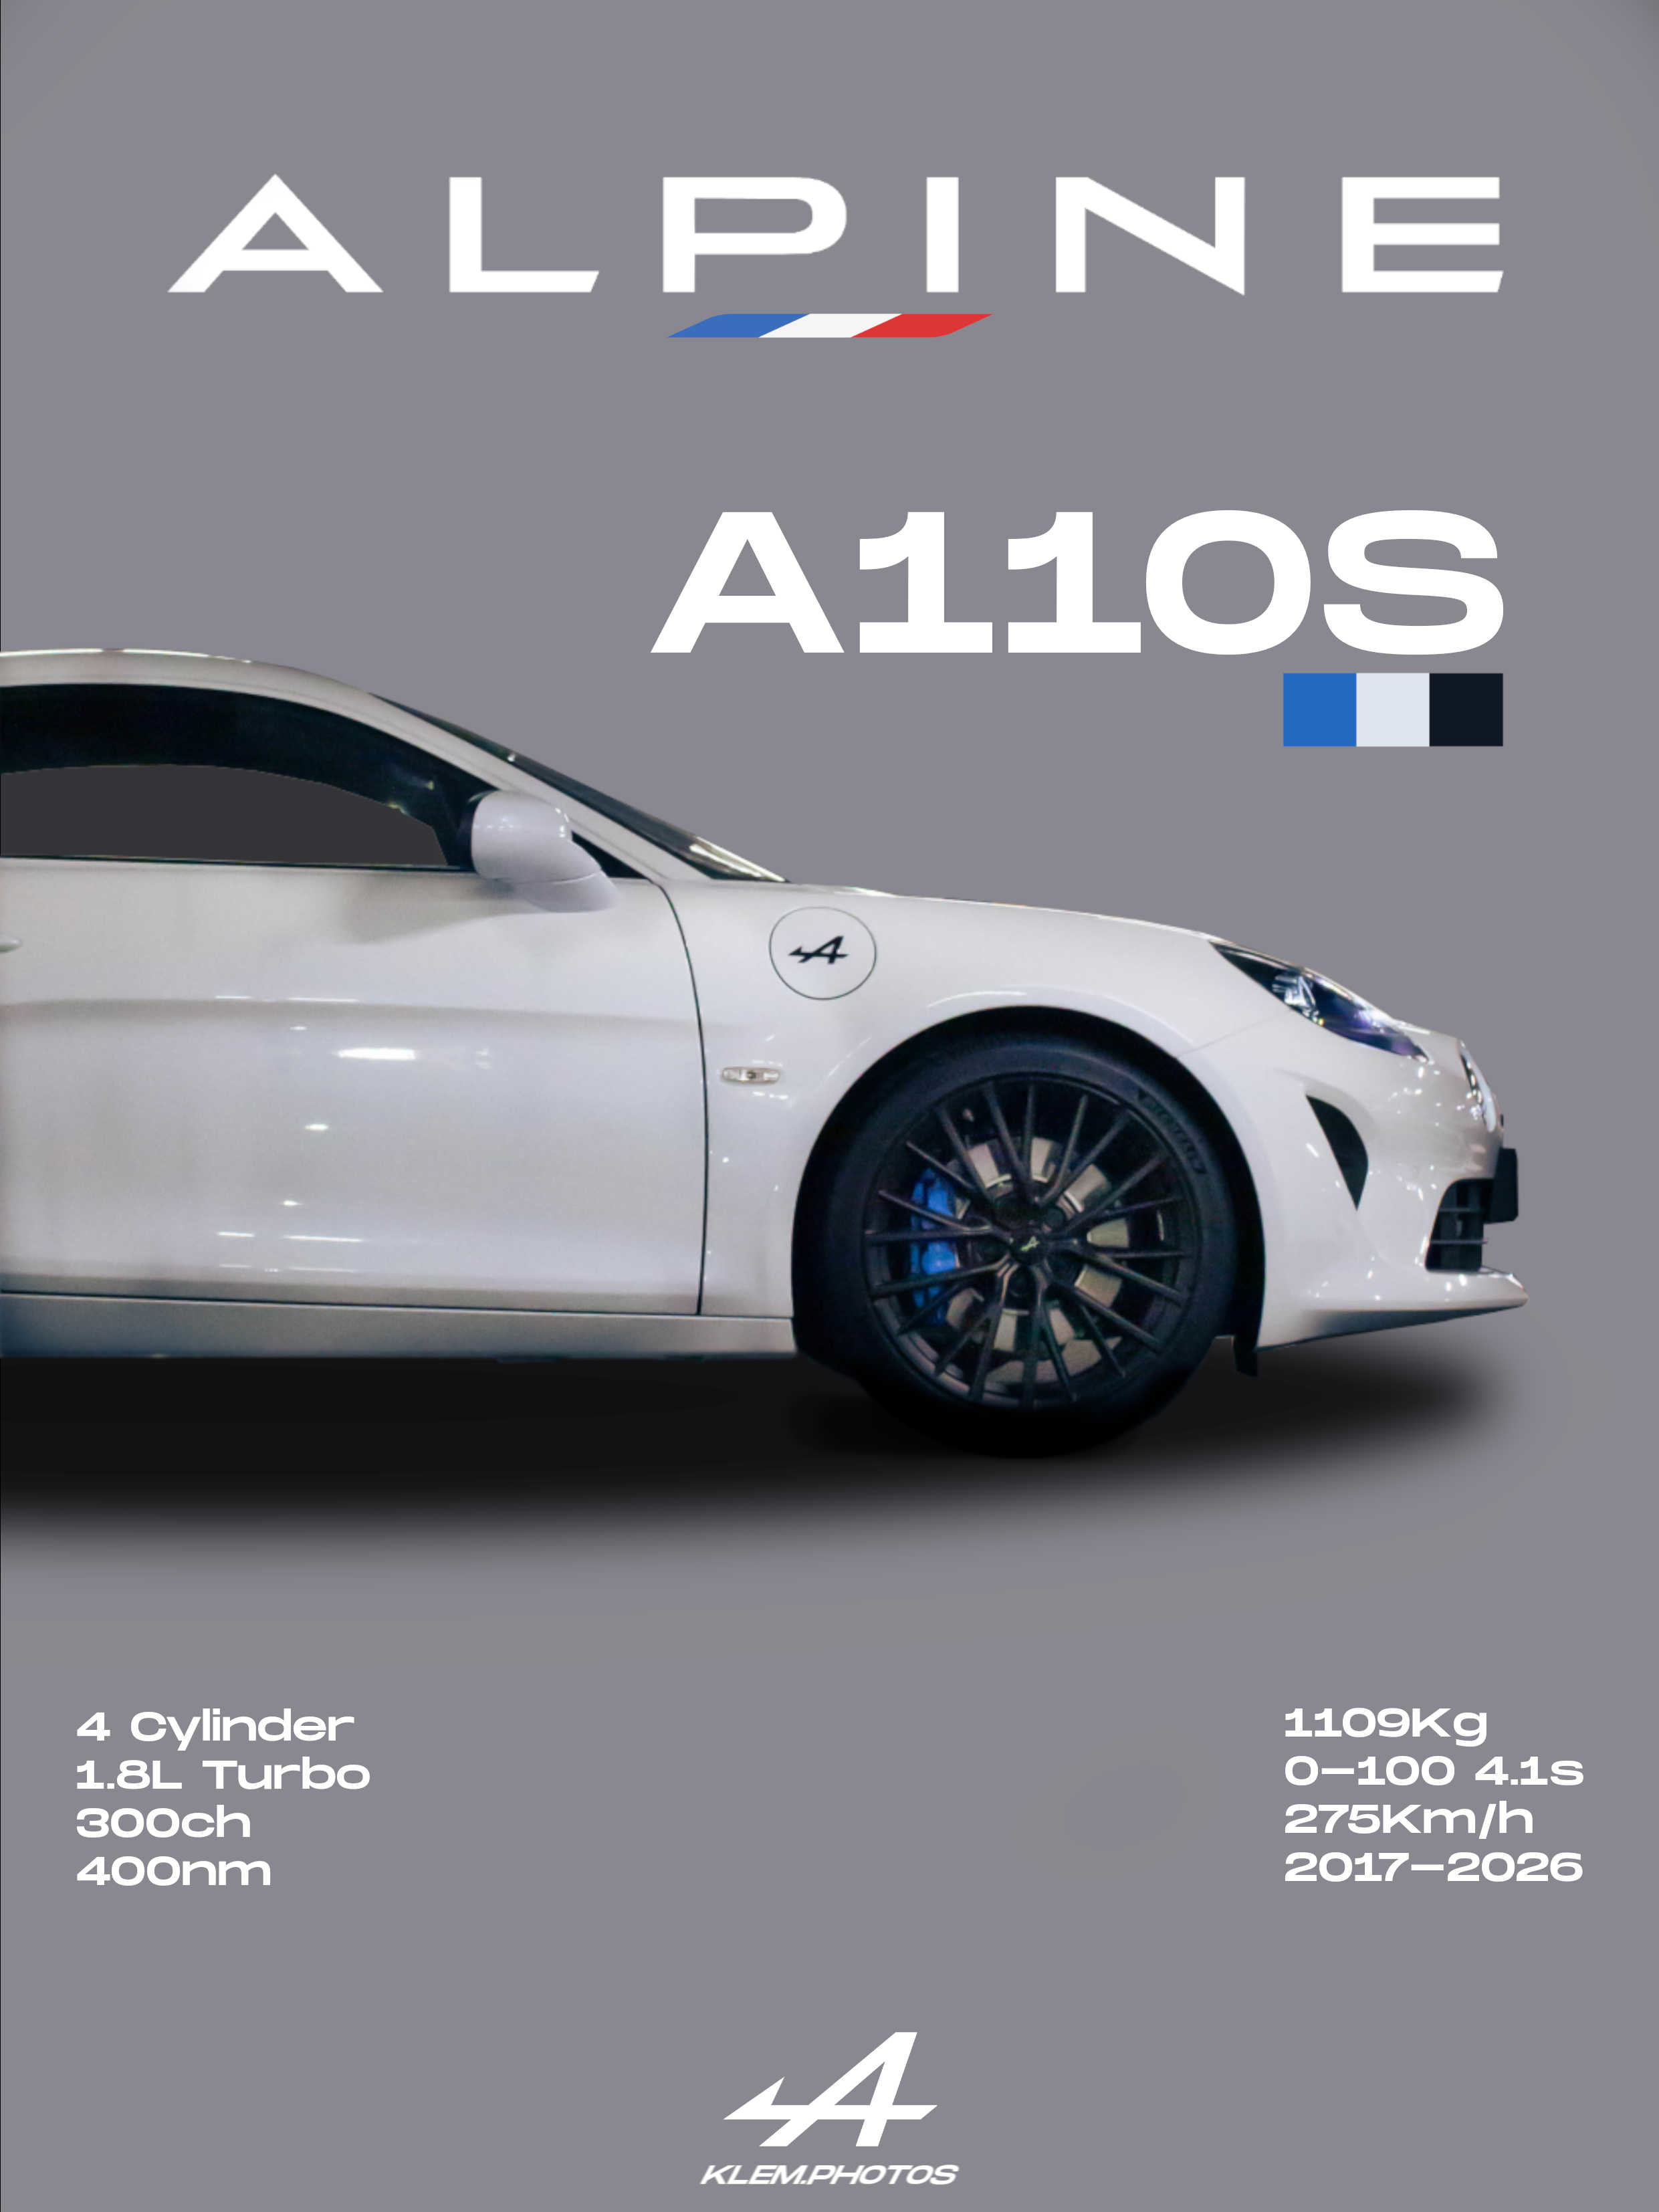 ALPINE
A110S
4 Cylinder
1.8L Turbo
300ch
400nm
1109Kg
0-100 4.1s
275Km/h
2017-2026
KLEM.PHOTOS